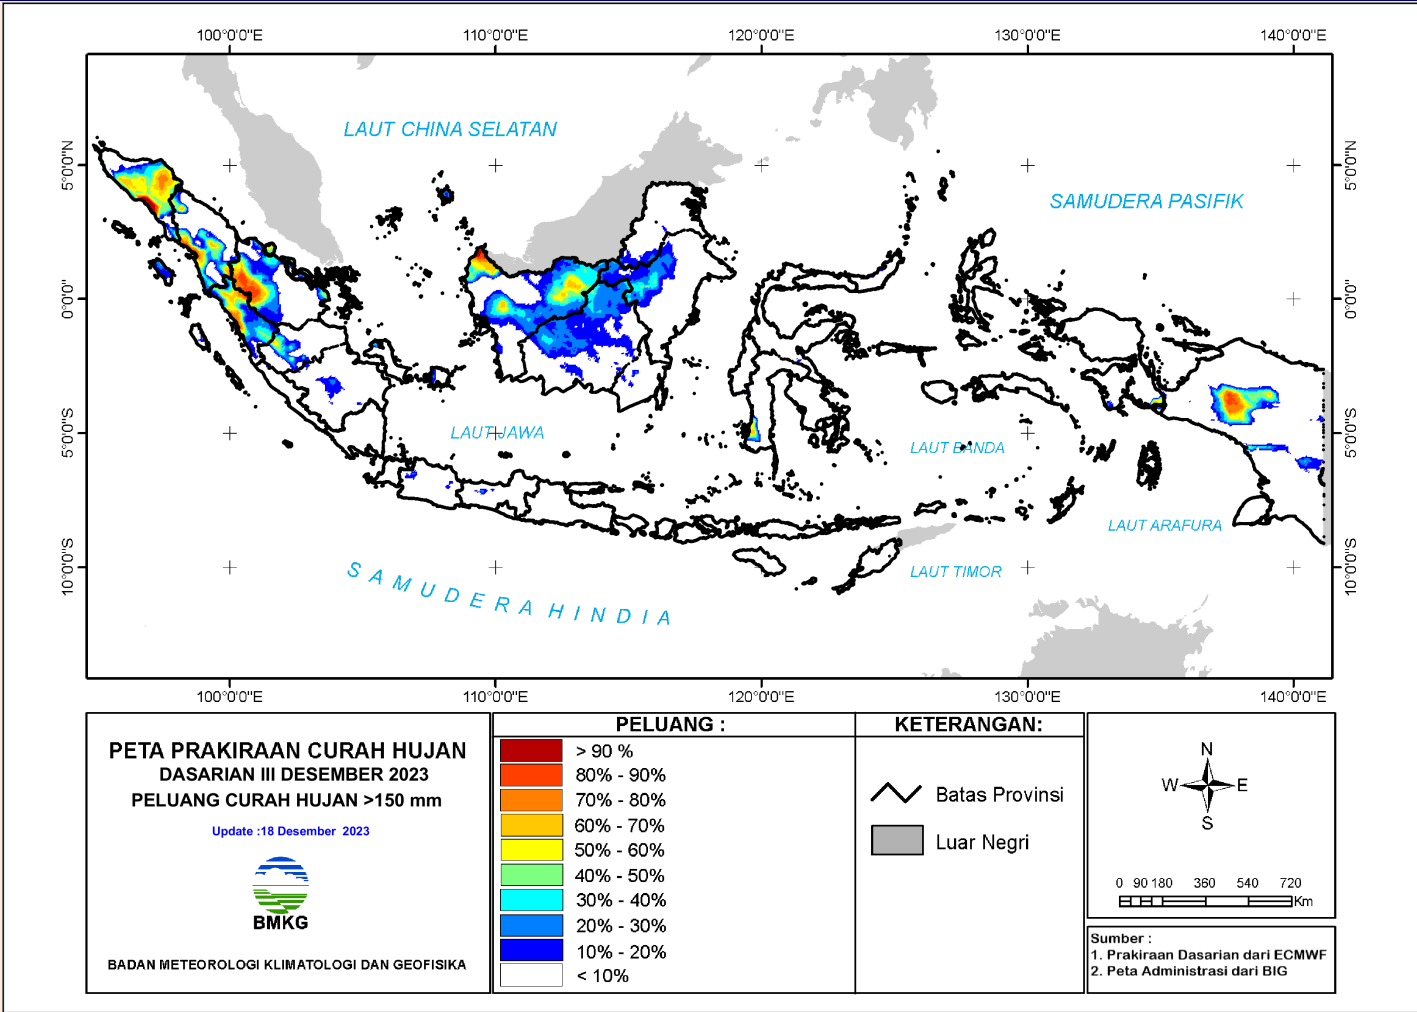 100°0'0"E 110°0'0"E 120°0'0"E 130°0'0"E 140°0'0"E
LAUT CHINA SELATAN
5°0'0"N 5°0'0"N
SAMUDERA PASIFIK
0°0'0" 0°0'0"
LAUT JAWA
5°0'0"S 5°0'0"S
LAUT BANDA
LAUT ARAFURA
10°0'0"S 10°0'0"S
LAUT TIMOR
SAMUDERA HINDIA
100°0'0"E 110°0'0"E 120°0'0"E 130°0'0"E 140°0'0"E
PETA PRAKIRAAN CURAH HUJAN
DASARIAN III DESEMBER 2023
PELUANG CURAH HUJAN >150 mm
Update :18 Desember 2023
BMKG
BADAN METEOROLOGI KLIMATOLOGI DAN GEOFISIKA
PELUANG :
> 90 %
80% - 90%
70% - 80%
60% - 70%
50% - 60%
40% - 50%
30% - 40%
20% - 30%
10% - 20%
< 10%
KETERANGAN:
Batas Provinsi
Luar Negri
N
W E
S
0 90 180 360 540 720
Km
Sumber :
1. Prakiraan Dasarian dari ECMWF
2. Peta Administrasi dari BIG